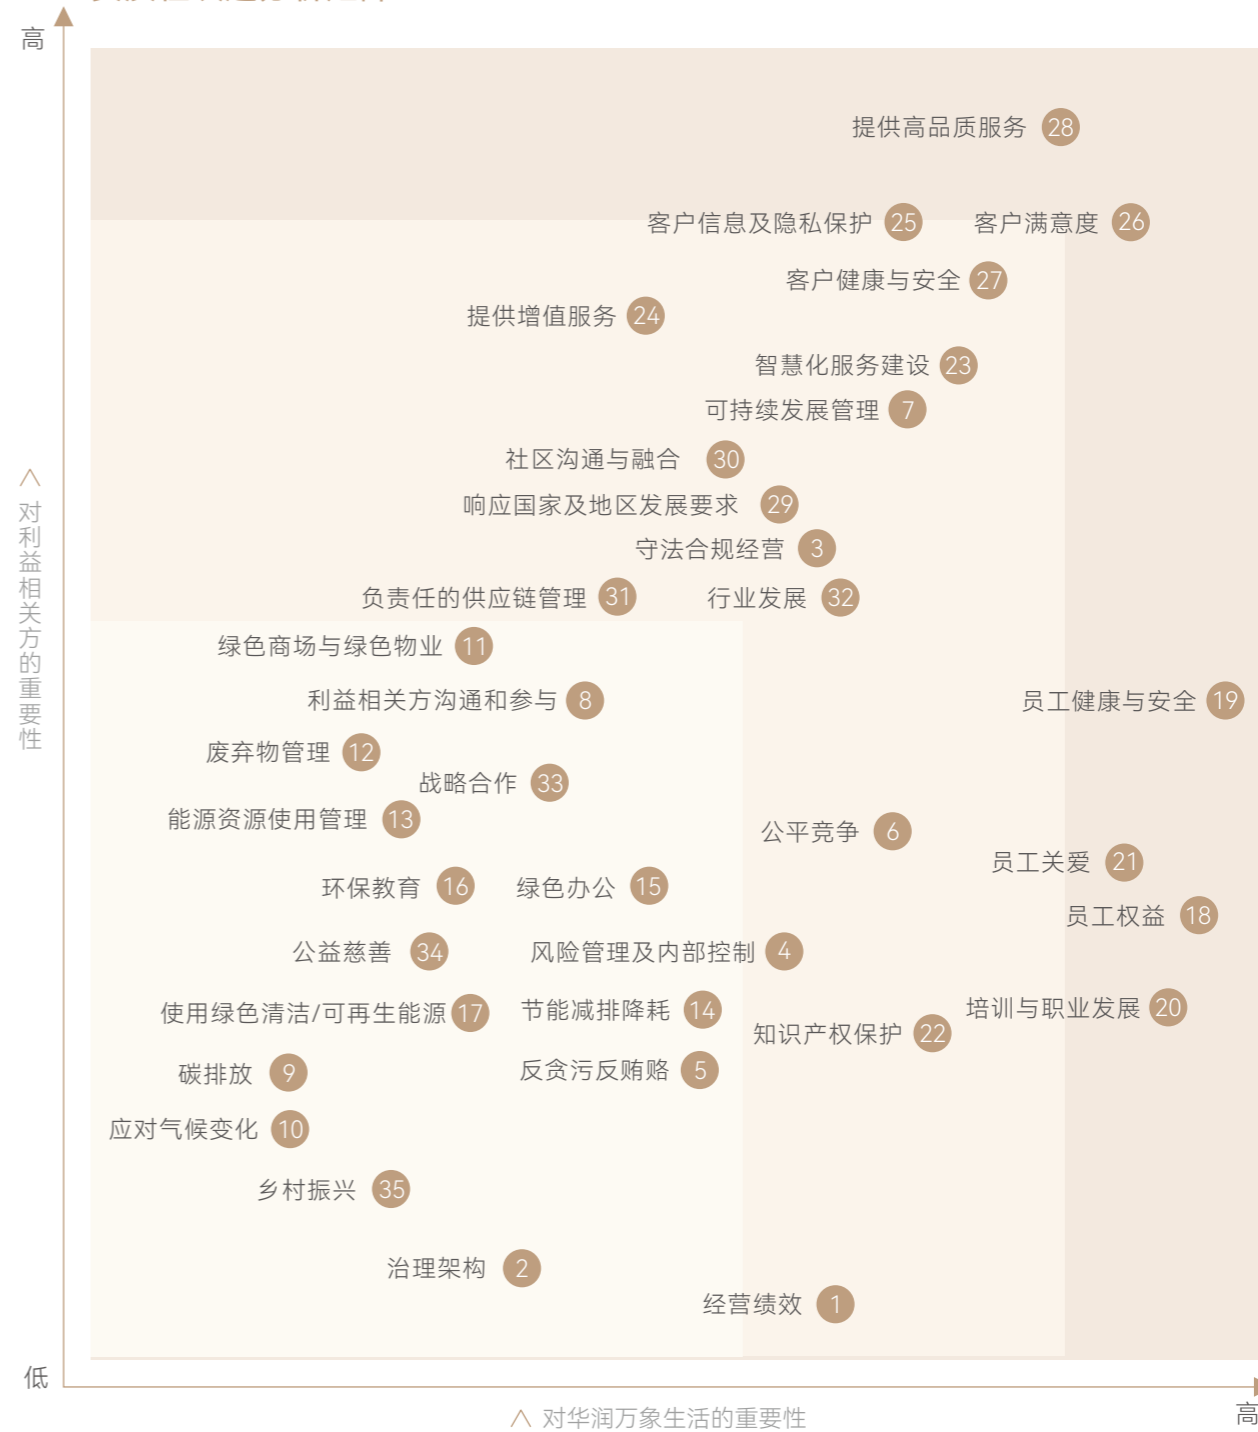 高
提供高品质服务 28
客户信息及隐私保护 25 客户满意度 26
客户健康与安全 27
提供增值服务 24
智慧化服务建设 23
可持续发展管理 7
社区沟通与融合 30
响应国家及地区发展要求 29
守法合规经营 3
负责任的供应链管理 31 行业发展 32
绿色商场与绿色物业 11
利益相关方沟通和参与 8 员工健康与安全 19
废弃物管理 12
战略合作 33
能源资源使用管理 13
公平竞争 6
员工关爱 21
环保教育 16 绿色办公 15
员工权益 18
公益慈善 34 风险管理及内部控制 4
使用绿色清洁/可再生能源 17 节能减排降耗 14 培训与职业发展 20
知识产权保护 22
碳排放 9 反贪污反贿赂 5
应对气候变化 10
乡村振兴 35
治理架构 2
经营绩效 1
对利益相关方的重要性
低
对华润万象生活的重要性
高